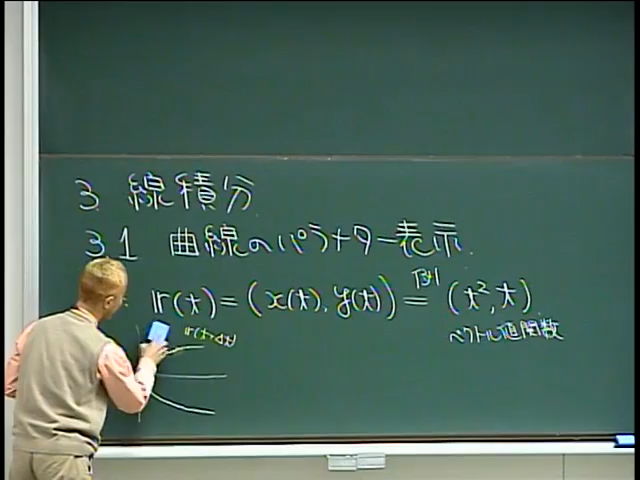 3 線積分
3.1 曲線のパラメター表示
𝕣(t) = (x(t), y(t)) = 例 (t², t)
𝕣(t+Δt)
ベクトル値関数